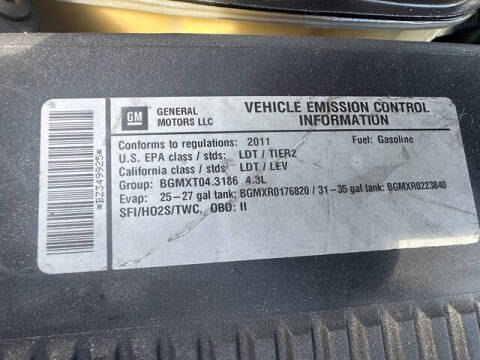 GM
GENERAL MOTORS LLC
VEHICLE EMISSION CONTROL INFORMATION
Conforms to regulations: 2011 Fuel: Gasoline
U.S. EPA class / stds: LDT / TIER2
California class / stds: LDT / LEV
Group: BGMXT04.3186 4.3L
Evap: 25-27 gal tank: BGMXR0176820 / 31-35 gal tank: BGMXR0223840
SFI/HO2S/TWC, OBD: II
*BZ349925*